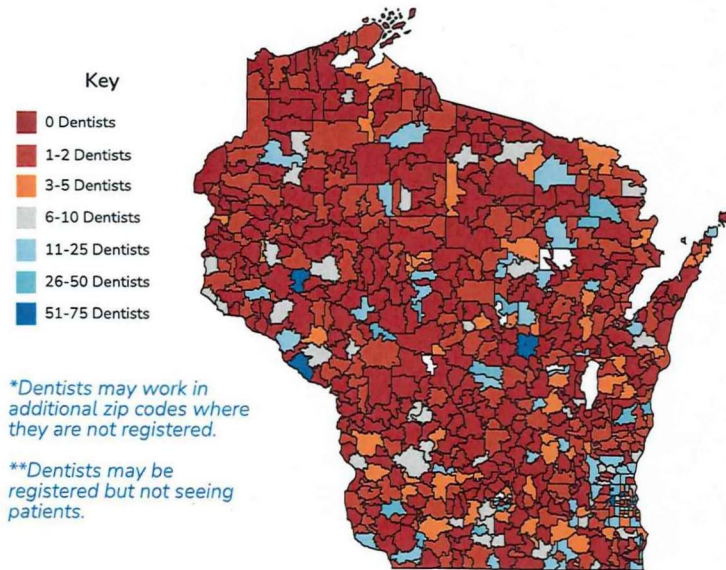 Key
0 Dentists
1-2 Dentists
3-5 Dentists
6-10 Dentists
11-25 Dentists
26-50 Dentists
51-75 Dentists
*Dentists may work in
additional zip codes where
they are not registered.
**Dentists may be
registered but not seeing
patients.